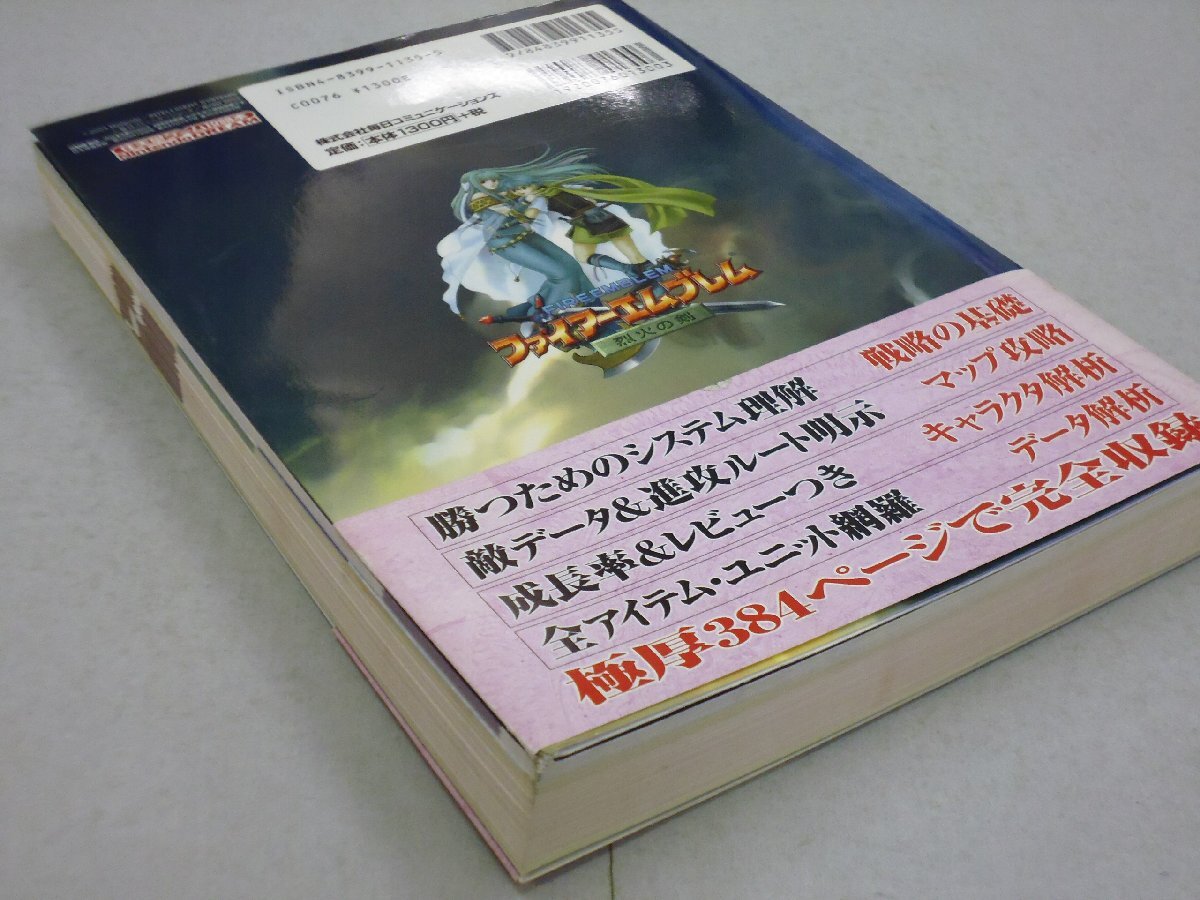 9784839911355
1920076013003
ISBN4-8399-1135-5
C0076 ¥1300E
株式会社毎日コミュニケーションズ
定価：本体1300円+税
FIRE EMBLEM
ファイアーエムブレム
烈火の剣
勝つためのシステム理解 戦略の基礎
敵データ&進攻ルート明示 マップ攻略
成長率&レビューつき キャラクタ解析
全アイテム・ユニット網羅 データ解析
極厚384ページで完全収録